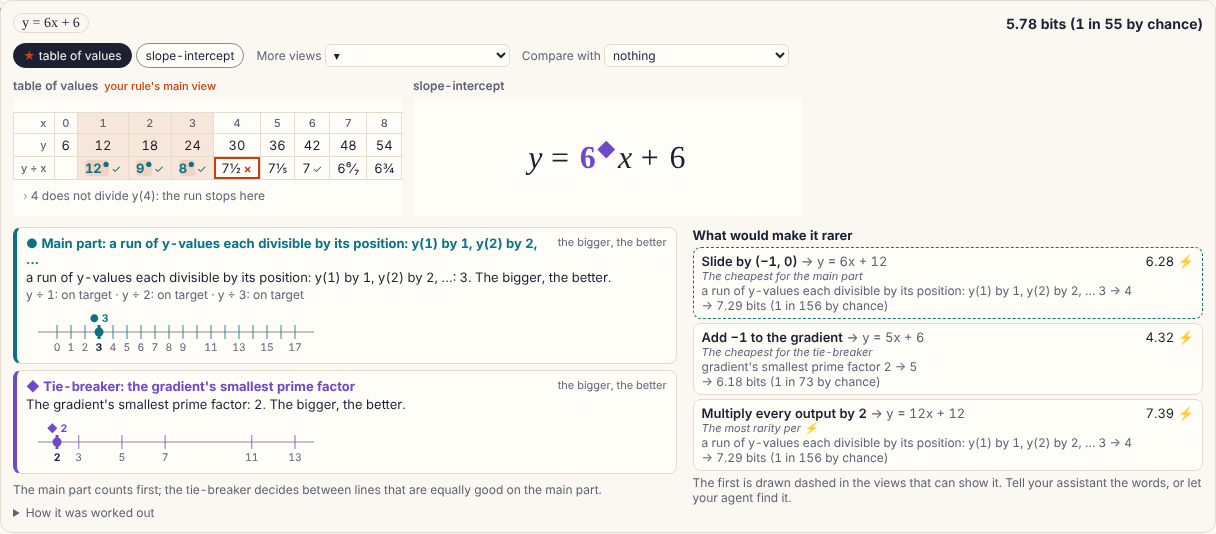 y = 6x + 6
5.78 bits (1 in 55 by chance)
★ table of values
slope-intercept
More views ▾
Compare with nothing
table of values your rule's main view
x 0 1 2 3 4 5 6 7 8
y 6 12 18 24 30 36 42 48 54
y ÷ x 12● ✓ 9● ✓ 8● ✓ 7½ × 7⅕ 7 ✓ 6⁶⁄₇ 6¾
› 4 does not divide y(4): the run stops here
slope-intercept
y = 6◆x + 6
● Main part: a run of y-values each divisible by its position: y(1) by 1, y(2) by 2,
...
the bigger, the better
a run of y-values each divisible by its position: y(1) by 1, y(2) by 2, ...: 3. The bigger, the better.
y ÷ 1: on target · y ÷ 2: on target · y ÷ 3: on target
● 3
0 1 2 3 4 5 6 7 8 9 11 13 15 17
◆ Tie-breaker: the gradient's smallest prime factor
the bigger, the better
The gradient's smallest prime factor: 2. The bigger, the better.
◆ 2
2 3 5 7 11 13
The main part counts first; the tie-breaker decides between lines that are equally good on the main part.
▶ How it was worked out
What would make it rarer
Slide by (−1, 0) → y = 6x + 12 6.28 ⚡
The cheapest for the main part
a run of y-values each divisible by its position: y(1) by 1, y(2) by 2, ... 3 → 4
→ 7.29 bits (1 in 156 by chance)
Add −1 to the gradient → y = 5x + 6 4.32 ⚡
The cheapest for the tie-breaker
gradient's smallest prime factor 2 → 5
→ 6.18 bits (1 in 73 by chance)
Multiply every output by 2 → y = 12x + 12 7.39 ⚡
The most rarity per ⚡
a run of y-values each divisible by its position: y(1) by 1, y(2) by 2, ... 3 → 4
→ 7.29 bits (1 in 156 by chance)
The first is drawn dashed in the views that can show it. Tell your assistant the words, or let
your agent find it.